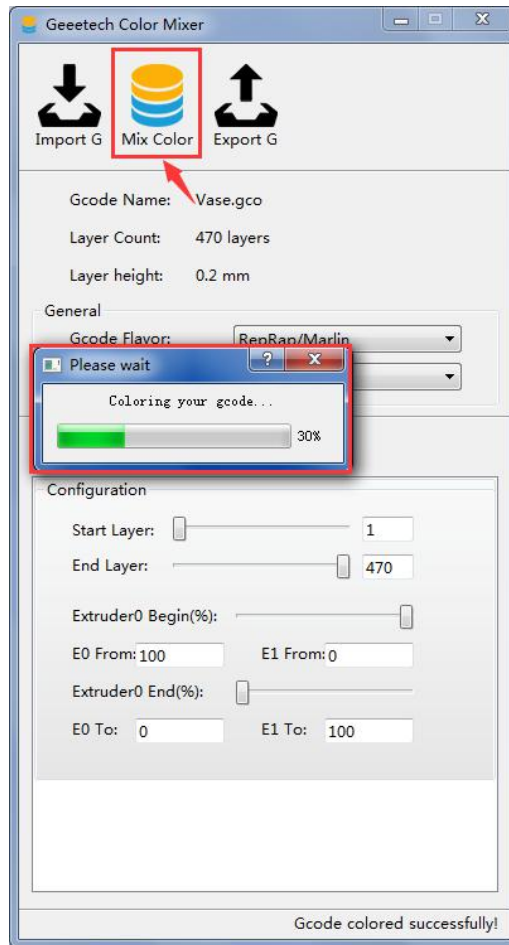 Geeetech Color Mixer
Import G Mix Color Export G
Gcode Name: Vase.gco
Layer Count: 470 layers
Layer height: 0.2 mm
General
Gcode Flavor: RepRap/Marlin
Please wait
Coloring your gcode...
30%
Configuration
Start Layer: 1
End Layer: 470
Extruder0 Begin(%):
E0 From: 100 E1 From: 0
Extruder0 End(%):
E0 To: 0 E1 To: 100
Gcode colored successfully!